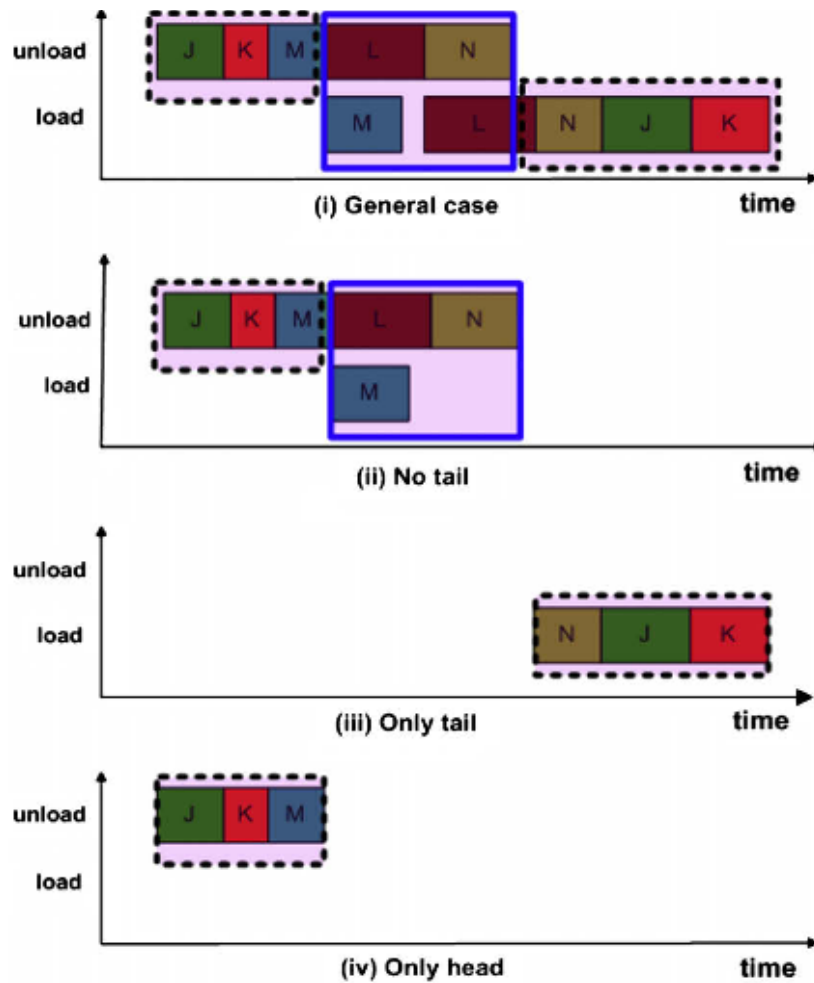 unload J K M L N
load M L N J K
time
(i) General case
unload J K M L N
load M
time
(ii) No tail
unload
load N J K
time
(iii) Only tail
unload J K M
load
time
(iv) Only head